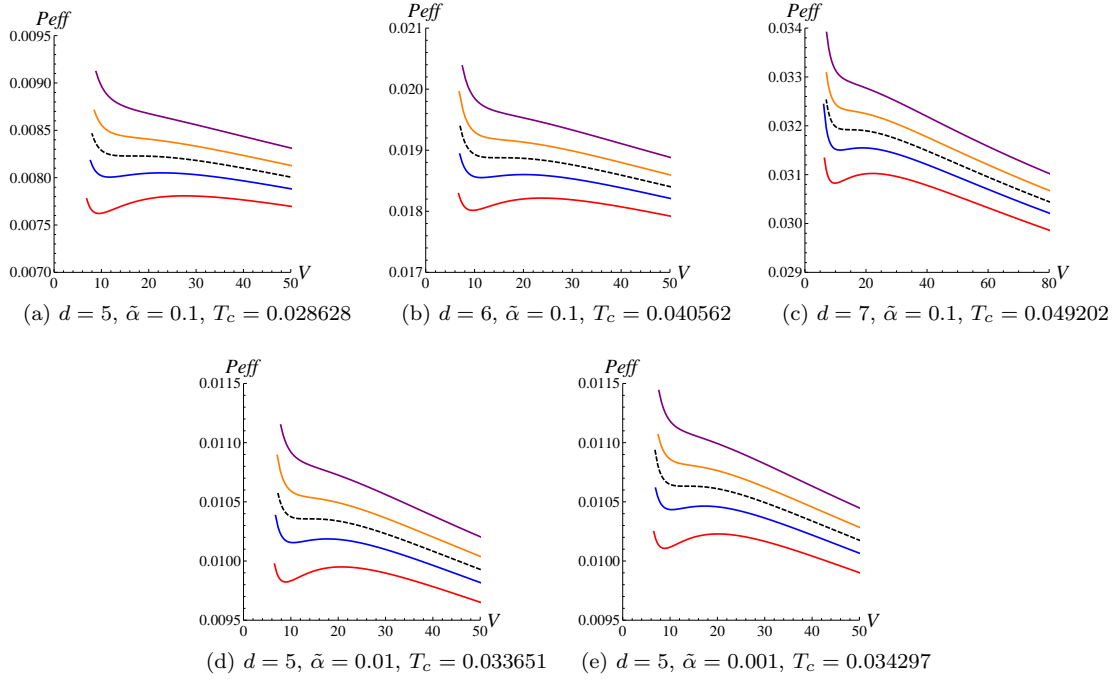 Peff
0.0095
0.0090
0.0085
0.0080
0.0075
0.0070
0 10 20 30 40 50 V
(a) d = 5, α̃ = 0.1, T_c = 0.028628
Peff
0.021
0.020
0.019
0.018
0.017
0 10 20 30 40 50 V
(b) d = 6, α̃ = 0.1, T_c = 0.040562
Peff
0.034
0.033
0.032
0.031
0.030
0.029
0 20 40 60 80 V
(c) d = 7, α̃ = 0.1, T_c = 0.049202
Peff
0.0115
0.0110
0.0105
0.0100
0.0095
0 10 20 30 40 50 V
(d) d = 5, α̃ = 0.01, T_c = 0.033651
Peff
0.0115
0.0110
0.0105
0.0100
0.0095
0 10 20 30 40 50 V
(e) d = 5, α̃ = 0.001, T_c = 0.034297